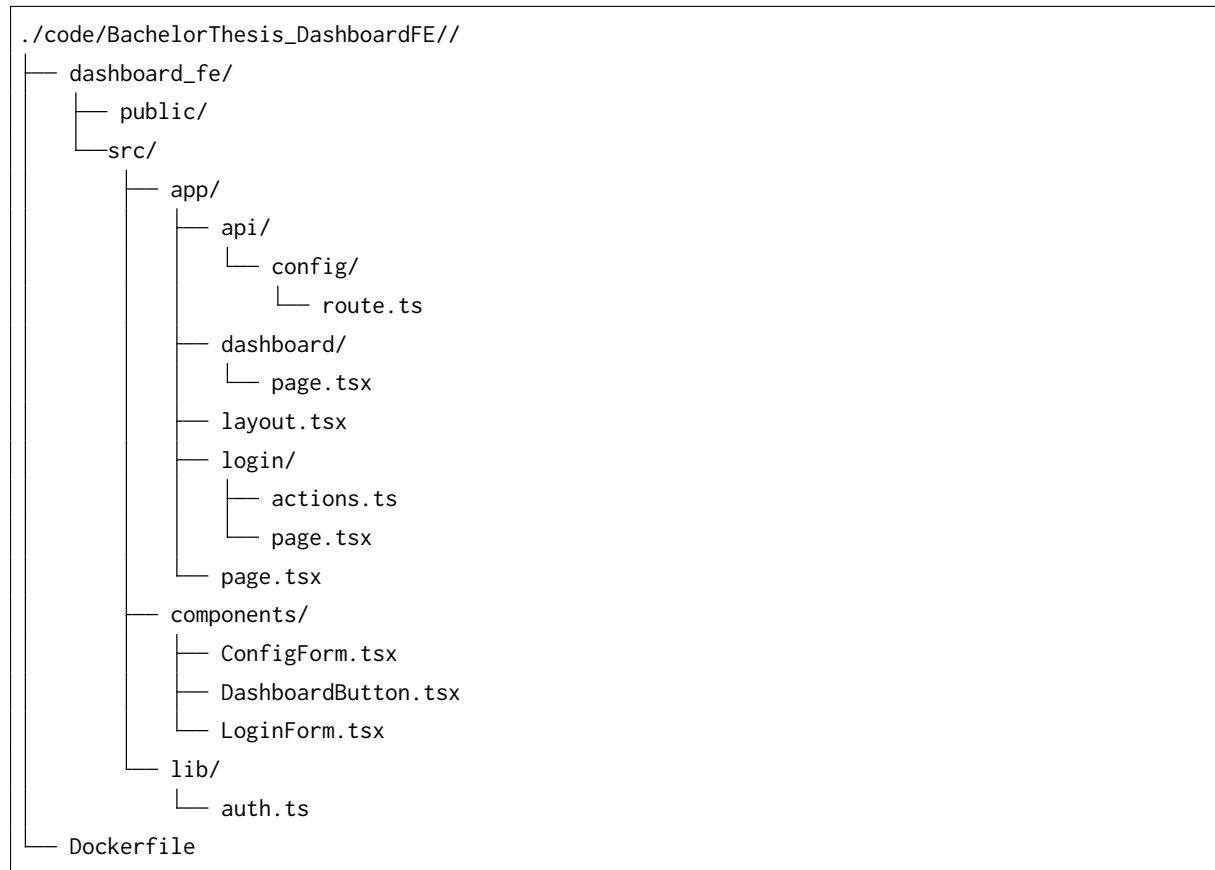 ./code/BachelorThesis_DashboardFE//
├── dashboard_fe/
│   ├── public/
│   └──src/
│       ├── app/
│       │   ├── api/
│       │   │   └── config/
│       │   │       └── route.ts
│       │   ├── dashboard/
│       │   │   └── page.tsx
│       │   ├── layout.tsx
│       │   ├── login/
│       │   │   ├── actions.ts
│       │   │   └── page.tsx
│       │   └── page.tsx
│       ├── components/
│       │   ├── ConfigForm.tsx
│       │   ├── DashboardButton.tsx
│       │   └── LoginForm.tsx
│       └── lib/
│           └── auth.ts
└── Dockerfile